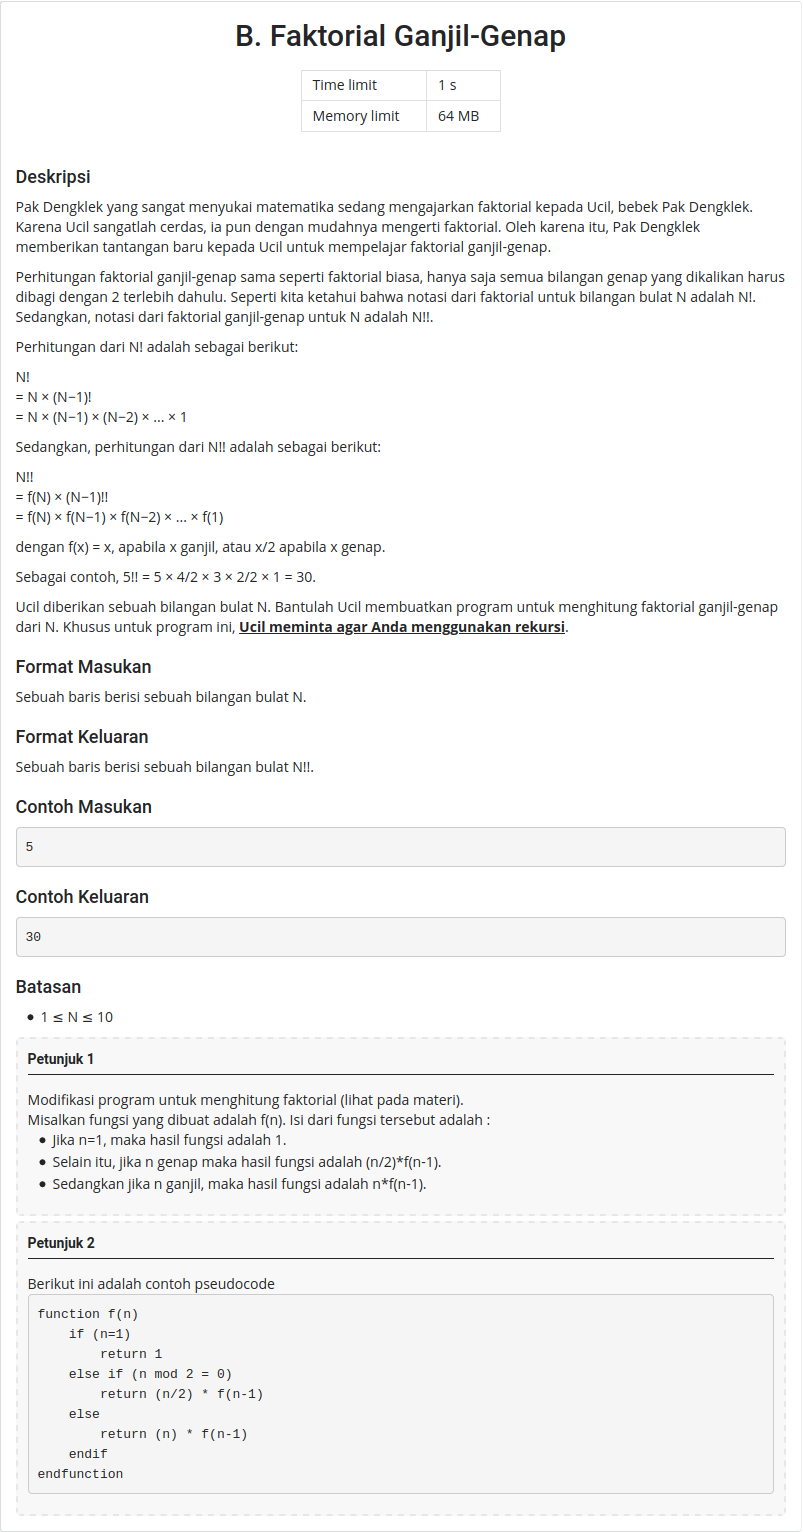 B. Faktorial Ganjil-Genap
Time limit 1 s
Memory limit 64 MB
Deskripsi
Pak Dengklek yang sangat menyukai matematika sedang mengajarkan faktorial kepada Ucil, bebek Pak Dengklek.
Karena Ucil sangatlah cerdas, ia pun dengan mudahnya mengerti faktorial. Oleh karena itu, Pak Dengklek
memberikan tantangan baru kepada Ucil untuk mempelajar faktorial ganjil-genap.
Perhitungan faktorial ganjil-genap sama seperti faktorial biasa, hanya saja semua bilangan genap yang dikalikan harus
dibagi dengan 2 terlebih dahulu. Seperti kita ketahui bahwa notasi dari faktorial untuk bilangan bulat N adalah N!.
Sedangkan, notasi dari faktorial ganjil-genap untuk N adalah N!!.
Perhitungan dari N! adalah sebagai berikut:
N!
= N × (N−1)!
= N × (N−1) × (N−2) × ... × 1
Sedangkan, perhitungan dari N!! adalah sebagai berikut:
N!!
= f(N) × (N−1)!!
= f(N) × f(N−1) × f(N−2) × ... × f(1)
dengan f(x) = x, apabila x ganjil, atau x/2 apabila x genap.
Sebagai contoh, 5!! = 5 × 4/2 × 3 × 2/2 × 1 = 30.
Ucil diberikan sebuah bilangan bulat N. Bantulah Ucil membuatkan program untuk menghitung faktorial ganjil-genap
dari N. Khusus untuk program ini, Ucil meminta agar Anda menggunakan rekursi.
Format Masukan
Sebuah baris berisi sebuah bilangan bulat N.
Format Keluaran
Sebuah baris berisi sebuah bilangan bulat N!!.
Contoh Masukan
5
Contoh Keluaran
30
Batasan
• 1 ≤ N ≤ 10
Petunjuk 1
Modifikasi program untuk menghitung faktorial (lihat pada materi).
Misalkan fungsi yang dibuat adalah f(n). Isi dari fungsi tersebut adalah :
• Jika n=1, maka hasil fungsi adalah 1.
• Selain itu, jika n genap maka hasil fungsi adalah (n/2)*f(n-1).
• Sedangkan jika n ganjil, maka hasil fungsi adalah n*f(n-1).
Petunjuk 2
Berikut ini adalah contoh pseudocode
function f(n)
    if (n=1)
        return 1
    else if (n mod 2 = 0)
        return (n/2) * f(n-1)
    else
        return (n) * f(n-1)
    endif
endfunction